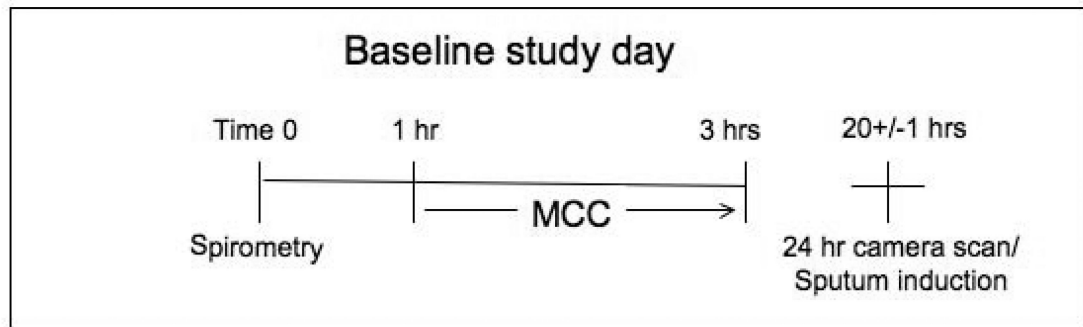 Baseline study day
Time 0 1 hr 3 hrs 20+/-1 hrs
MCC
Spirometry 24 hr camera scan/
Sputum induction